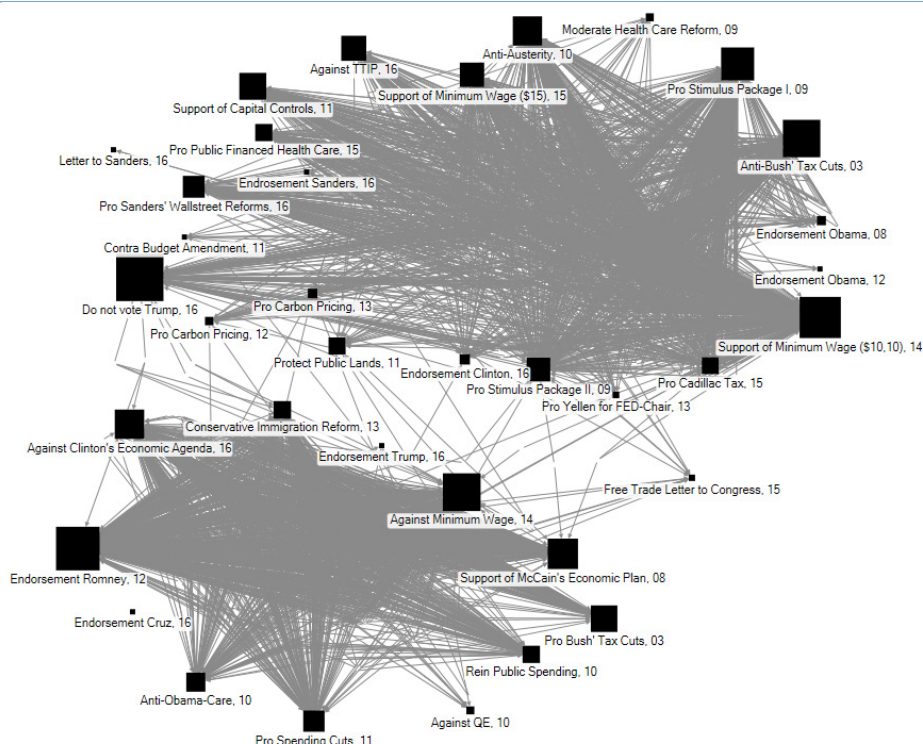 Moderate Health Care Reform, 09
Anti-Austerity, 10
Against TTIP, 16
Pro Stimulus Package I, 09
Support of Minimum Wage ($15), 15
Support of Capital Controls, 11
Pro Public Financed Health Care, 15
Letter to Sanders, 16
Anti-Bush' Tax Cuts, 03
Endrosement Sanders, 16
Pro Sanders' Wallstreet Reforms, 16
Endorsement Obama, 08
Contra Budget Amendment, 11
Endorsement Obama, 12
Do not vote Trump, 16
Pro Carbon Pricing, 13
Pro Carbon Pricing, 12
Support of Minimum Wage ($10,10), 14
Protect Public Lands, 11
Endorsement Clinton, 16
Pro Stimulus Package II, 09
Pro Cadillac Tax, 15
Pro Yellen for FED-Chair, 13
Conservative Immigration Reform, 13
Against Clinton's Economic Agenda, 16
Endorsement Trump, 16
Free Trade Letter to Congress, 15
Against Minimum Wage, 14
Endorsement Romney, 12
Support of McCain's Economic Plan, 08
Endorsement Cruz, 16
Pro Bush' Tax Cuts, 03
Rein Public Spending, 10
Anti-Obama-Care, 10
Against QE, 10
Pro Spending Cuts, 11